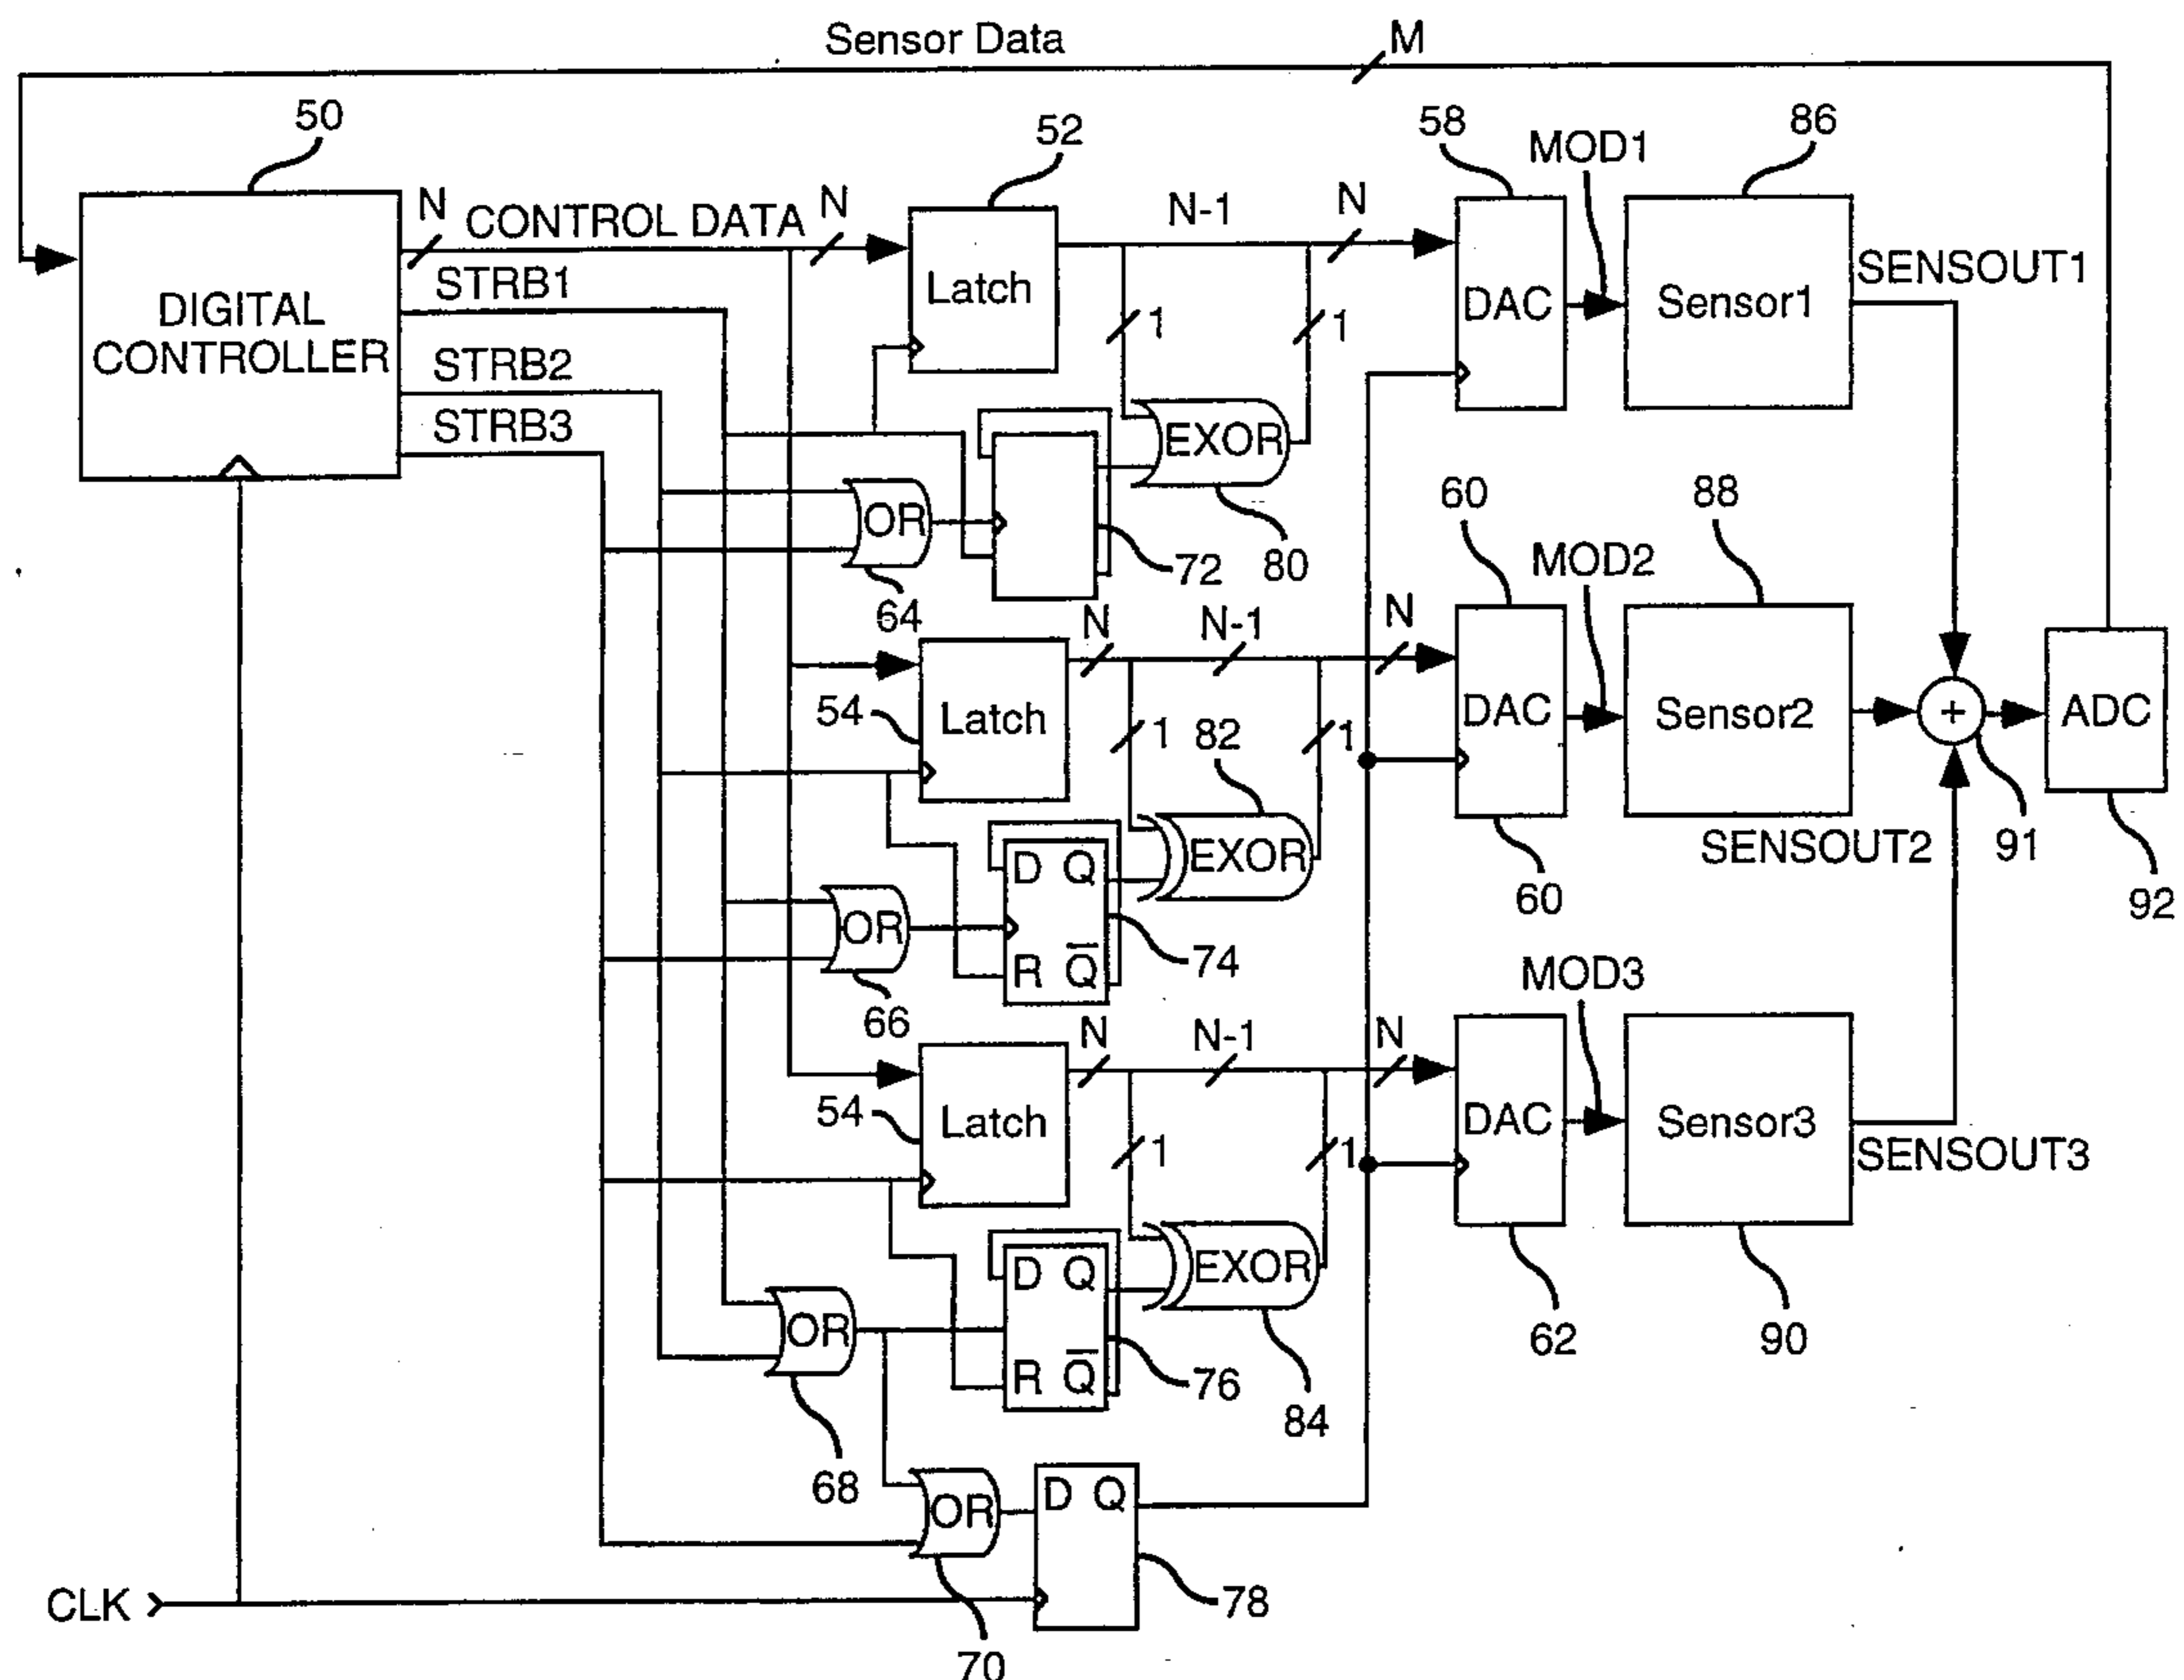 Sensor Data
M
50
52
58
MOD1
86
N
CONTROL DATA
N
N-1
N
STRB1
STRB2
STRB3
DIGITAL
CONTROLLER
Latch
1
1
DAC
Sensor1
SENSOUT1
EXOR
OR
64
72
80
60
MOD2
88
N
N-1
N
54
Latch
1
82
1
DAC
Sensor2
+
ADC
SENSOUT2
91
92
EXOR
D Q
R Q
OR
66
74
60
MOD3
N
N-1
N
54
Latch
1
1
DAC
Sensor3
SENSOUT3
EXOR
D Q
R Q
OR
68
76
84
62
90
OR
D Q
70
78
CLK